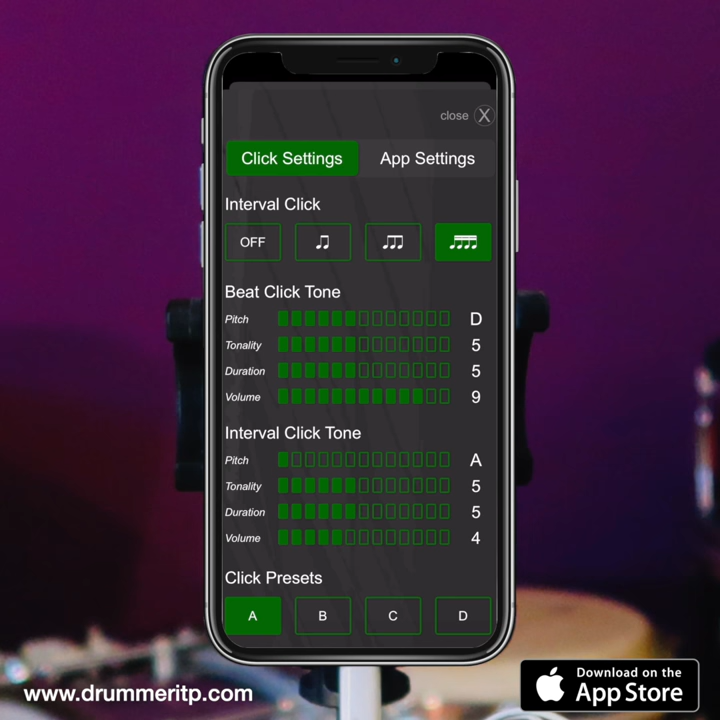 close X
Click Settings App Settings
Interval Click
OFF
Beat Click Tone
Pitch D
Tonality 5
Duration 5
Volume 9
Interval Click Tone
Pitch A
Tonality 5
Duration 5
Volume 4
Click Presets
A B C D
www.drummeritp.com
Download on the
App Store